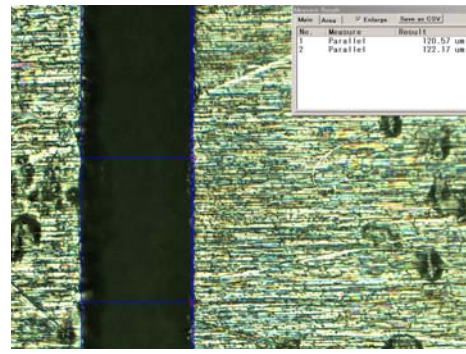 Measure Result
Main Area Enlarge Save as CSV
No. Measure Result
1 Parallel 120.57 um
2 Parallel 122.17 um